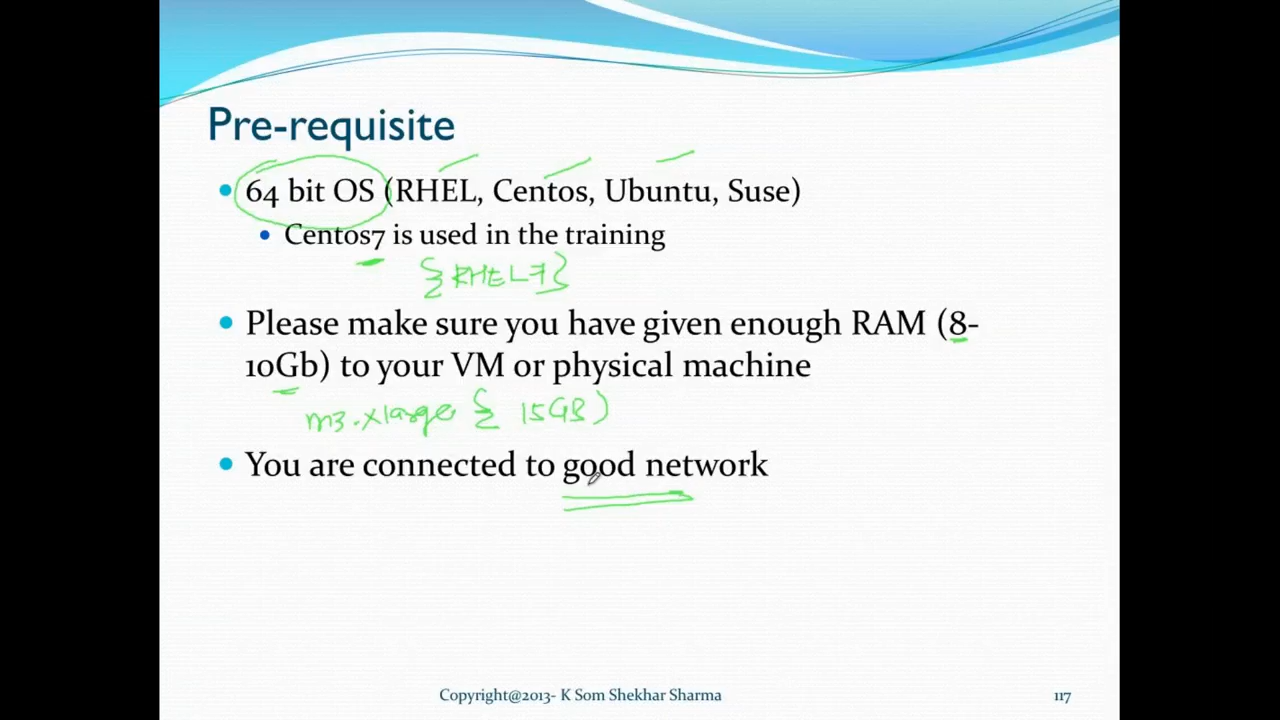 Pre-requisite
64 bit OS (RHEL, Centos, Ubuntu, Suse)
Centos7 is used in the training
{RHEL7}
Please make sure you have given enough RAM (8-
10Gb) to your VM or physical machine
m3.xlarge { 15GB )
You are connected to good network
Copyright@2013- K Som Shekhar Sharma
117